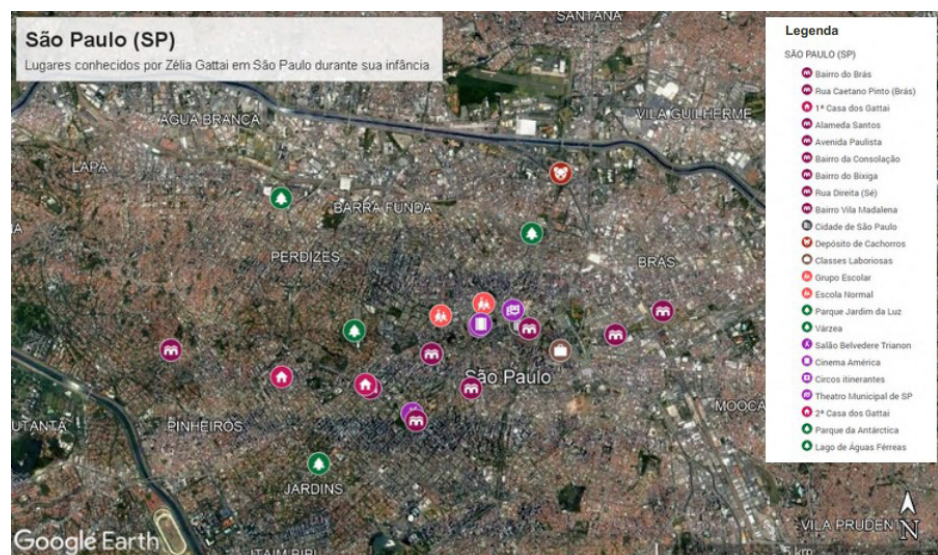 São Paulo (SP)
Lugares conhecidos por Zélia Gattai em São Paulo durante sua infância
SANTANA
ÁGUA BRANCA
VILA GUILHERME
LAPA
BARRA FUNDA
PERDIZES
BRÁS
São Paulo
MOOCA
PINHEIROS
JARDINS
VILA PRUDEN
ITAIM BIBI
Google Earth
km
N
Legenda
SÃO PAULO (SP)
Bairro do Brás
Rua Caetano Pinto (Brás)
1ª Casa dos Gattai
Alameda Santos
Avenida Paulista
Bairro da Consolação
Bairro do Bixiga
Rua Direita (Sé)
Bairro Vila Madalena
Cidade de São Paulo
Depósito de Cachorros
Classes Laboriosas
Grupo Escolar
Escola Normal
Parque Jardim da Luz
Várzea
Salão Belvedere Trianon
Cinema América
Circos itinerantes
Theatro Municipal de SP
2ª Casa dos Gattai
Parque da Antárctica
Lago de Águas Férreas